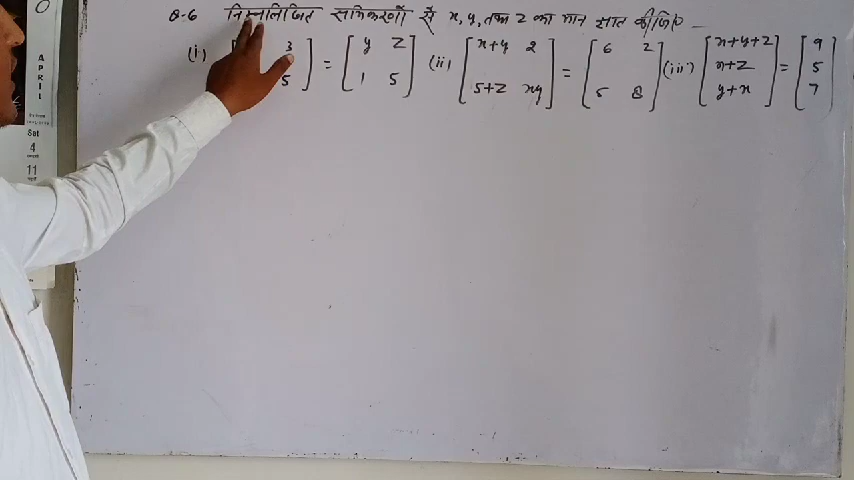 Q-6 निम्नलिखित समिकरणों से x, y, तथा z का मान ज्ञात कीजिए -
(i) [ 3 5 ] = [ y z 1 5 ] (ii) [ x+y 2 5+z xy ] = [ 6 2 5 8 ] (iii) [ x+y+z x+z y+x ] = [ 9 5 7 ]
APRIL
Sat
4
11